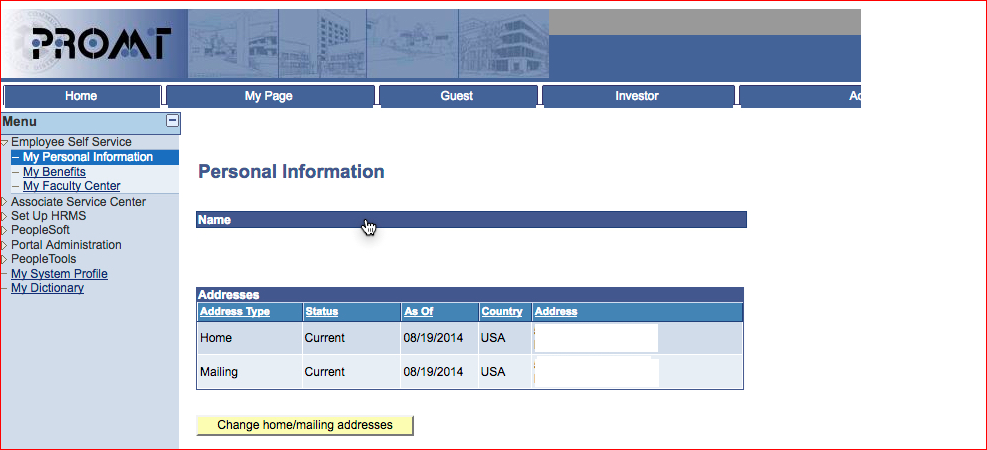 PROMT
Home My Page Guest Investor Ad
Menu
Employee Self Service
My Personal Information
My Benefits
My Faculty Center
Associate Service Center
Set Up HRMS
PeopleSoft
Portal Administration
PeopleTools
My System Profile
My Dictionary
Personal Information
Name
Addresses
Address Type Status As Of Country Address
Home Current 08/19/2014 USA
Mailing Current 08/19/2014 USA
Change home/mailing addresses